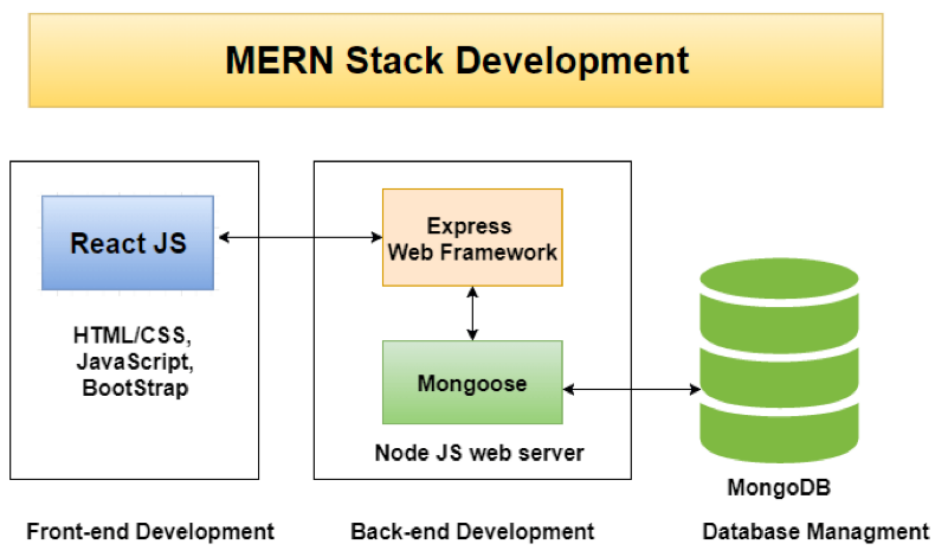 MERN Stack Development
React JS
HTML/CSS,
JavaScript,
BootStrap
Express
Web Framework
Mongoose
Node JS web server
MongoDB
Front-end Development
Back-end Development
Database Managment